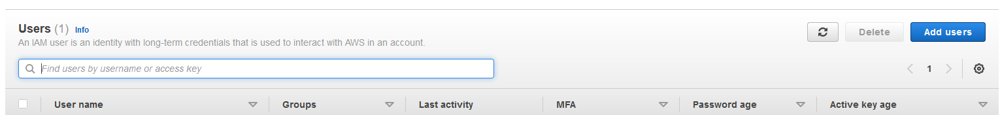 Users (1) Info
An IAM user is an identity with long-term credentials that is used to interact with AWS in an account.
Delete
Add users
Find users by username or access key
1
User name Groups Last activity MFA Password age Active key age